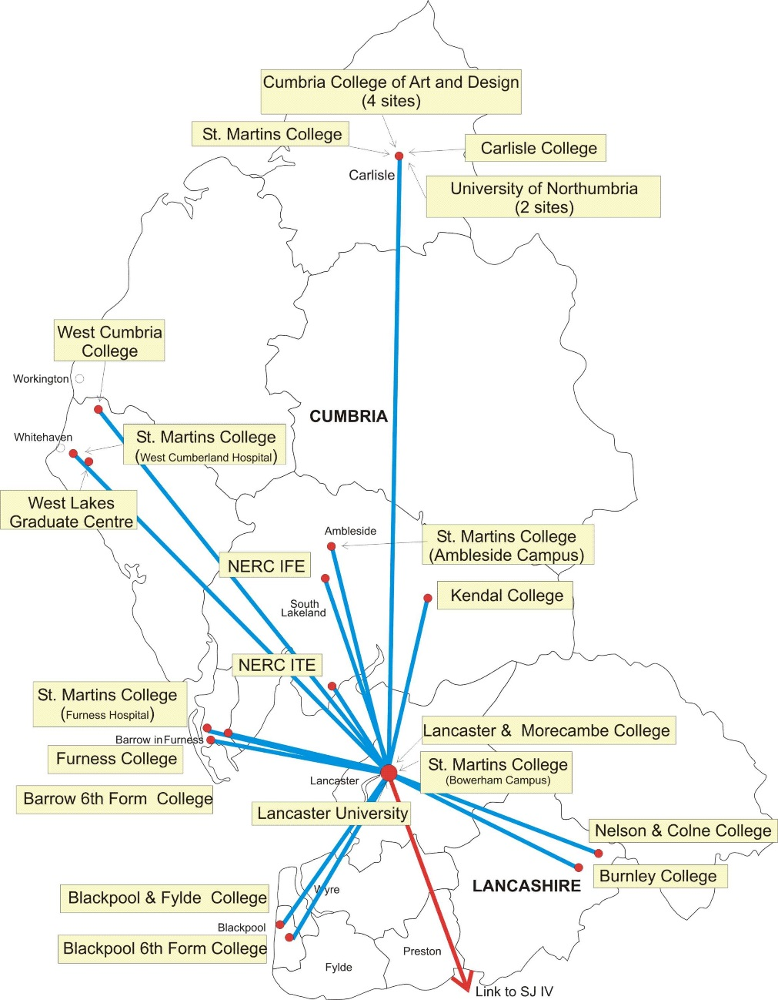 Cumbria College of Art and Design
(4 sites)
St. Martins College
Carlisle College
Carlisle
University of Northumbria
(2 sites)
West Cumbria
College
Workington
CUMBRIA
Whitehaven
St. Martins College
(West Cumberland Hospital)
West Lakes
Graduate Centre
Ambleside
St. Martins College
(Ambleside Campus)
NERC IFE
Kendal College
South
Lakeland
NERC ITE
St. Martins College
(Furness Hospital)
Lancaster & Morecambe College
Barrow in Furness
Furness College
St. Martins College
(Bowerham Campus)
Lancaster
Barrow 6th Form College
Lancaster University
Nelson & Colne College
Burnley College
LANCASHIRE
Wyre
Blackpool & Fylde College
Blackpool
Blackpool 6th Form College
Preston
Fylde
Link to SJ IV